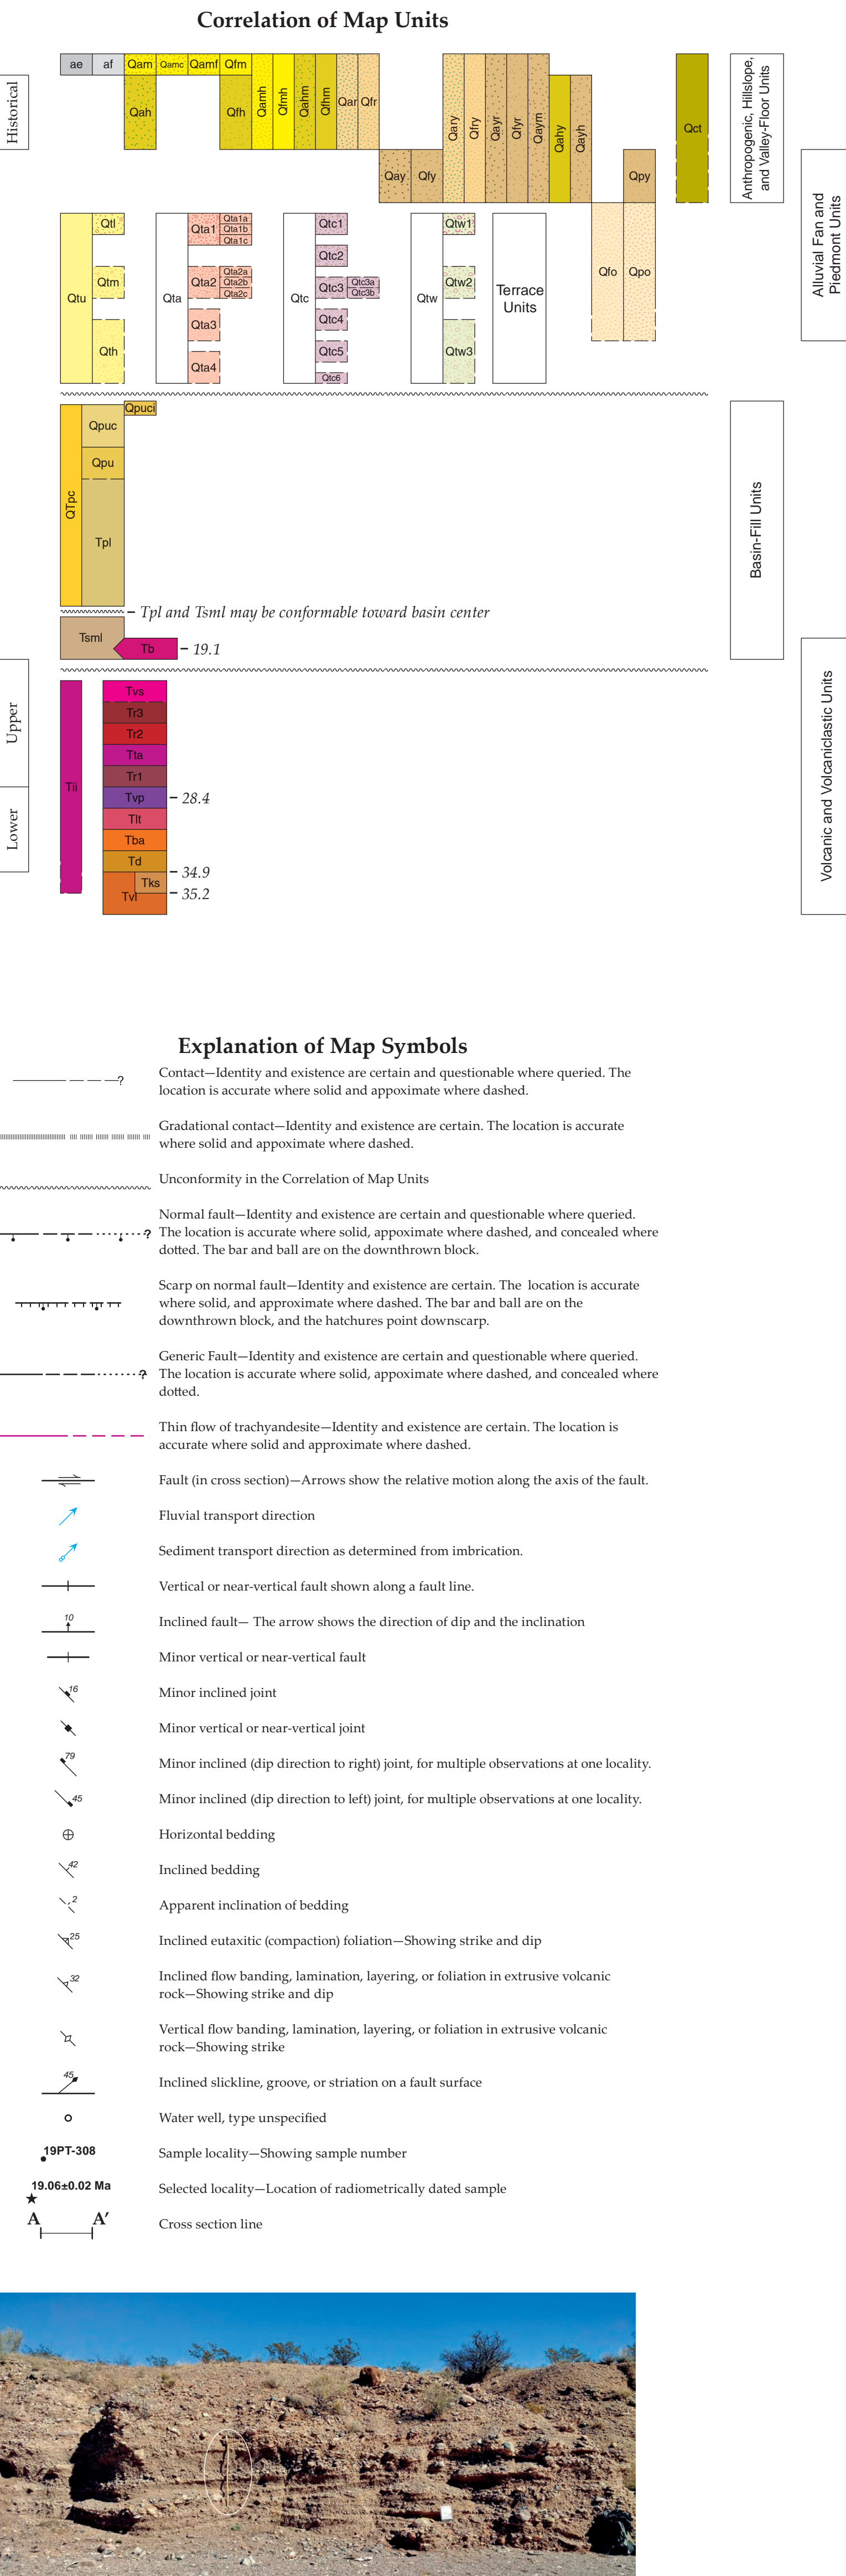 Correlation of Map Units
ae
af
Qam
Qamc
Qamf
Qfm
Qah
Qfh
Qamh
Qfmh
Qahm
Qfhm
Qar
Qfr
Qay
Qfy
Qary
Qfry
Qayr
Qfyr
Qaym
Qahy
Qayh
Qpy
Qct
Historical
Anthropogenic, Hillslope,
and Valley-Floor Units
Alluvial Fan and
Piedmont Units
Qtu
Qtl
Qtm
Qth
Qta
Qta1
Qta1a
Qta1b
Qta1c
Qta2
Qta2a
Qta2b
Qta2c
Qta3
Qta4
Qtc
Qtc1
Qtc2
Qtc3
Qtc3a
Qtc3b
Qtc4
Qtc5
Qtc6
Qtw
Qtw1
Qtw2
Qtw3
Terrace
Units
Qfo
Qpo
QTpc
Qpuc
Qpuci
Qpu
Tpl
Basin-Fill Units
Tpl and Tsml may be conformable toward basin center
Tsml
Tb
19.1
Upper
Lower
Tii
Tvs
Tr3
Tr2
Tta
Tr1
Tvp
28.4
Tlt
Tba
Td
34.9
Tks
35.2
Tvl
Volcanic and Volcaniclastic Units
Explanation of Map Symbols
?
Contact—Identity and existence are certain and questionable where queried. The
location is accurate where solid and appoximate where dashed.
Gradational contact—Identity and existence are certain. The location is accurate
where solid and appoximate where dashed.
Unconformity in the Correlation of Map Units
?
Normal fault—Identity and existence are certain and questionable where queried.
The location is accurate where solid, appoximate where dashed, and concealed where
dotted. The bar and ball are on the downthrown block.
Scarp on normal fault—Identity and existence are certain. The location is accurate
where solid, and approximate where dashed. The bar and ball are on the
downthrown block, and the hatchures point downscarp.
?
Generic Fault—Identity and existence are certain and questionable where queried.
The location is accurate where solid, appoximate where dashed, and concealed where
dotted.
Thin flow of trachyandesite—Identity and existence are certain. The location is
accurate where solid and approximate where dashed.
Fault (in cross section)—Arrows show the relative motion along the axis of the fault.
Fluvial transport direction
Sediment transport direction as determined from imbrication.
Vertical or near-vertical fault shown along a fault line.
10
Inclined fault— The arrow shows the direction of dip and the inclination
Minor vertical or near-vertical fault
16
Minor inclined joint
Minor vertical or near-vertical joint
79
Minor inclined (dip direction to right) joint, for multiple observations at one locality.
45
Minor inclined (dip direction to left) joint, for multiple observations at one locality.
Horizontal bedding
42
Inclined bedding
2
Apparent inclination of bedding
25
Inclined eutaxitic (compaction) foliation—Showing strike and dip
32
Inclined flow banding, lamination, layering, or foliation in extrusive volcanic
rock—Showing strike and dip
Vertical flow banding, lamination, layering, or foliation in extrusive volcanic
rock—Showing strike
45
Inclined slickline, groove, or striation on a fault surface
Water well, type unspecified
19PT-308
Sample locality—Showing sample number
19.06±0.02 Ma
Selected locality—Location of radiometrically dated sample
A A′
Cross section line